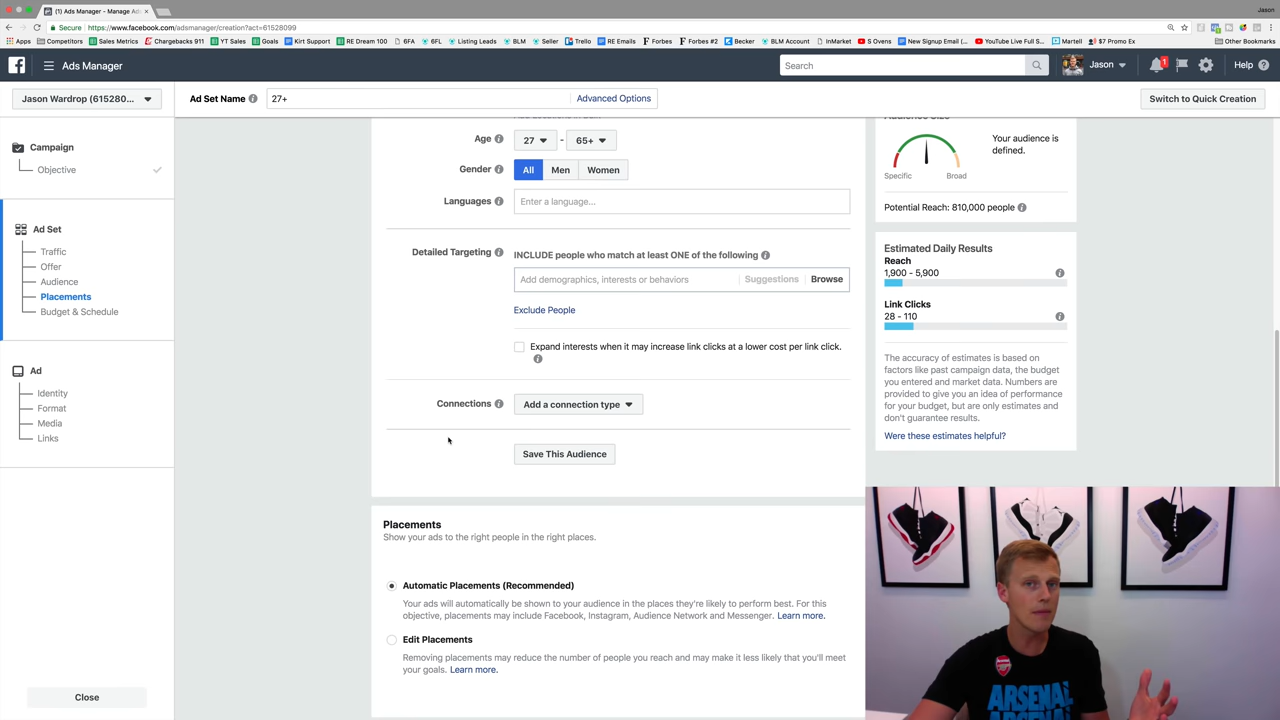 Ads Manager - Manage Ads
Jason
Secure
https://www.facebook.com/adsmanager/creation?act=61528099
Apps
Competitors
Sales Metrics
Chargebacks 911
YT Sales
Goals
Kirt Support
RE Dream 100
6FA
6FL
Listing Leads
BLM
Seller
Trello
RE Emails
Forbes
Forbes #2
Becker
BLM Account
InMarket
S Ovens
New Signup Email (...
YouTube Live Full S...
Martell
$7 Promo Ex
Other Bookmarks
Ads Manager
Search
Jason
1
Help
Jason Wardrop (615280...
Ad Set Name
27+
Advanced Options
Switch to Quick Creation
Campaign
Objective
Ad Set
Traffic
Offer
Audience
Placements
Budget & Schedule
Ad
Identity
Format
Media
Links
Close
Age
27 - 65+
Gender
All Men Women
Languages
Enter a language...
Detailed Targeting
INCLUDE people who match at least ONE of the following
Add demographics, interests or behaviors
Suggestions
Browse
Exclude People
Expand interests when it may increase link clicks at a lower cost per link click.
Connections
Add a connection type
Save This Audience
Placements
Show your ads to the right people in the right places.
Automatic Placements (Recommended)
Your ads will automatically be shown to your audience in the places they're likely to perform best. For this
objective, placements may include Facebook, Instagram, Audience Network and Messenger. Learn more.
Edit Placements
Removing placements may reduce the number of people you reach and may make it less likely that you'll meet
your goals. Learn more.
Audience Size
Your audience is
defined.
Specific
Broad
Potential Reach: 810,000 people
Estimated Daily Results
Reach
1,900 - 5,900
Link Clicks
28 - 110
The accuracy of estimates is based on
factors like past campaign data, the budget
you entered and market data. Numbers are
provided to give you an idea of performance
for your budget, but are only estimates and
don't guarantee results.
Were these estimates helpful?
Arsenal
ARSENAL
ARSENAL